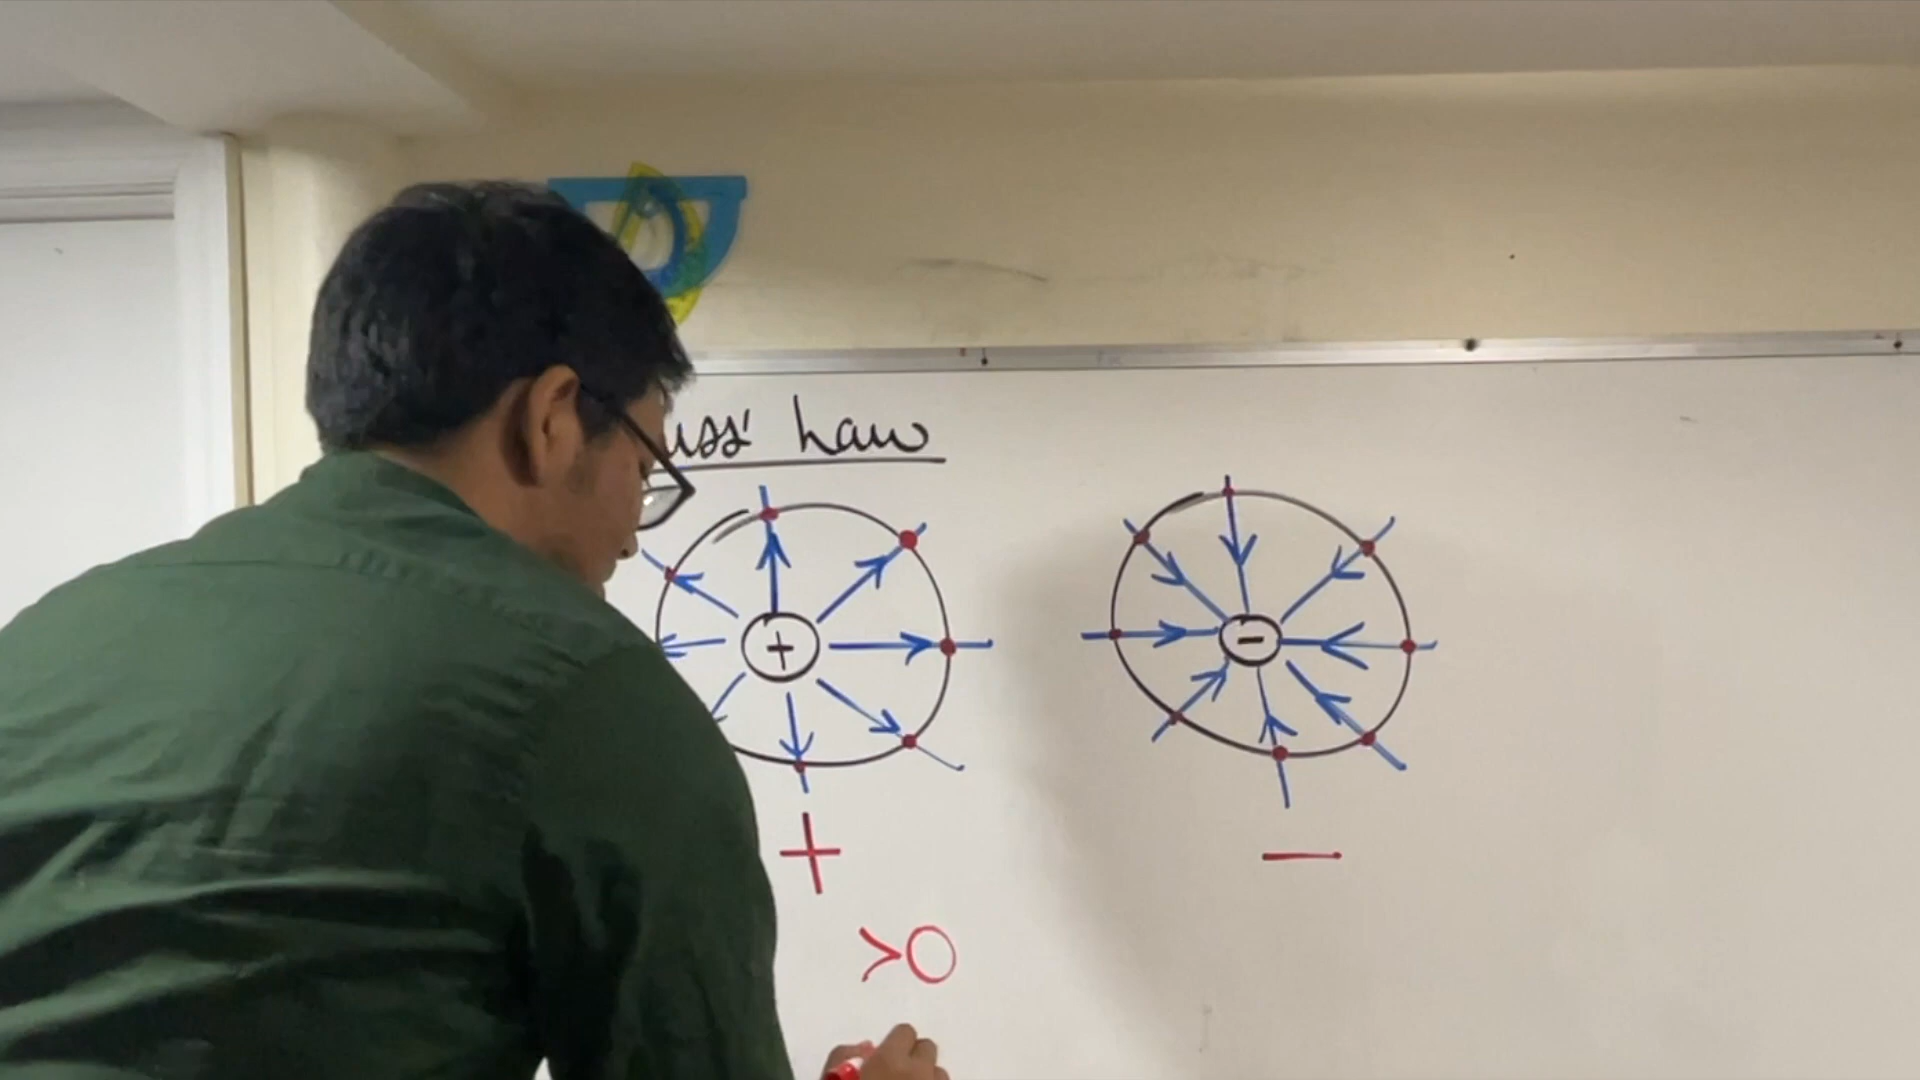 uss' Law
+ -
+ -
>0